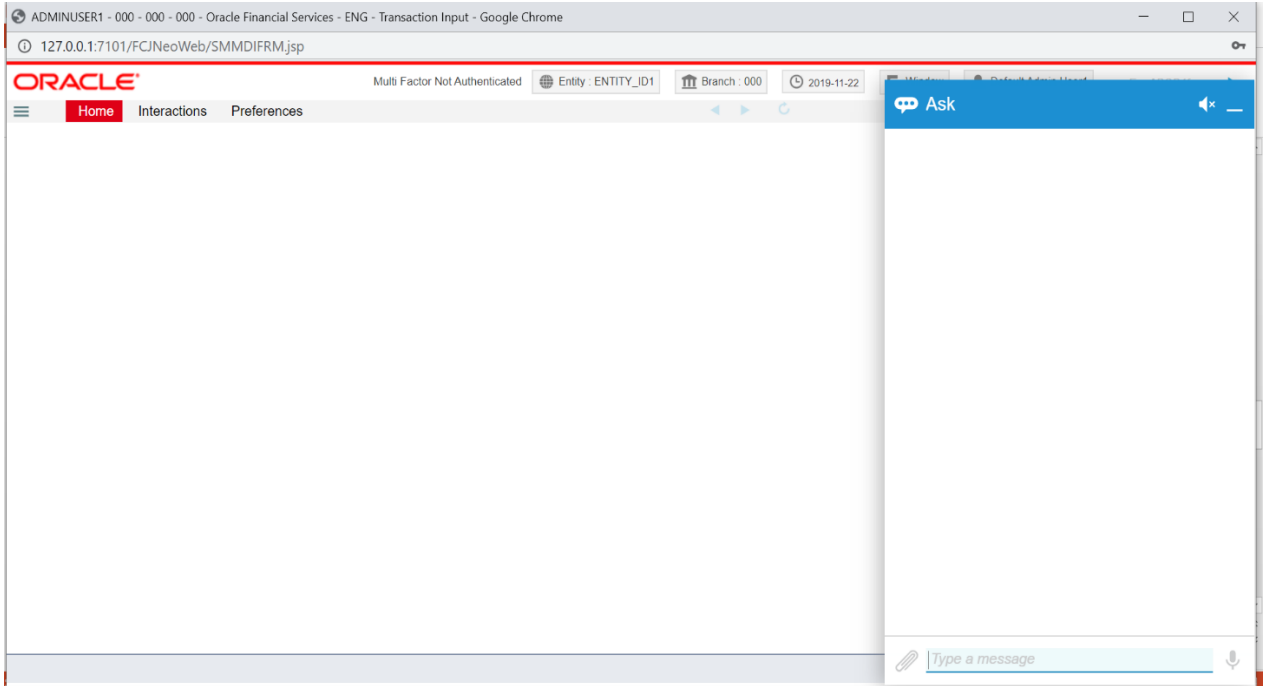 ADMINUSER1 - 000 - 000 - 000 - Oracle Financial Services - ENG - Transaction Input - Google Chrome
127.0.0.1:7101/FCJNeoWeb/SMMDIFRM.jsp
ORACLE Multi Factor Not Authenticated Entity : ENTITY_ID1 Branch : 000 2019-11-22
Home Interactions Preferences
Ask
Type a message